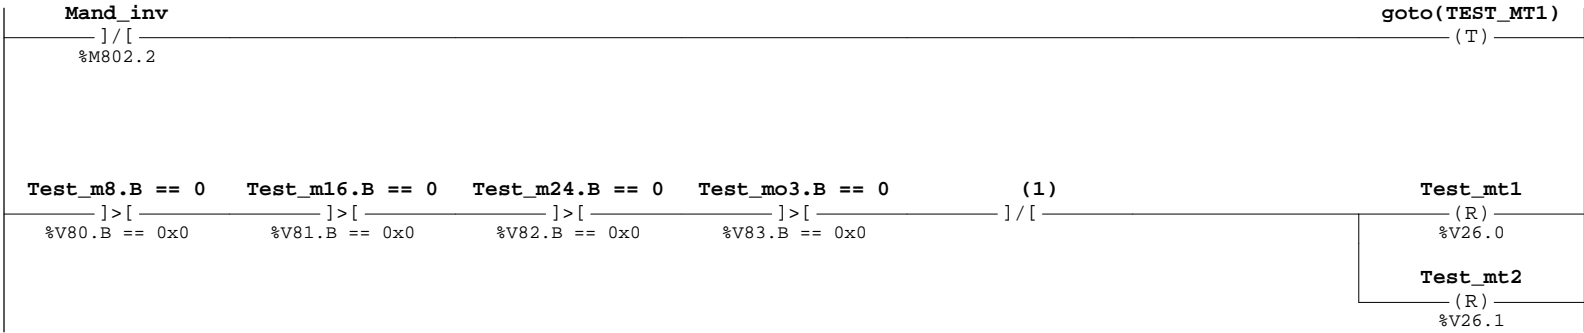 Mand_inv goto(TEST_MT1)
]/[ (T)
%M802.2
Test_m8.B == 0 Test_m16.B == 0 Test_m24.B == 0 Test_mo3.B == 0 (1) Test_mt1
]>[ ]>[ ]>[ ]>[ ]/[ (R)
%V80.B == 0x0 %V81.B == 0x0 %V82.B == 0x0 %V83.B == 0x0 %V26.0
Test_mt2
(R)
%V26.1